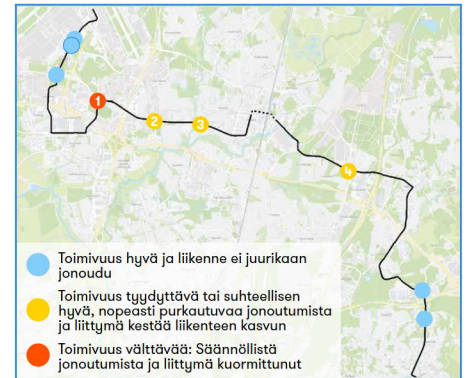 1
2
3
4
Toimivuus hyvä ja liikenne ei juurikaan
jonoudu
Toimivuus tyydyttävä tai suhteellisen
hyvä, nopeasti purkautuvaa jonoutumista
ja liittymä kestää liikenteen kasvun
Toimivuus välttävää: Säännöllistä
jonoutumista ja liittymä kuormittunut